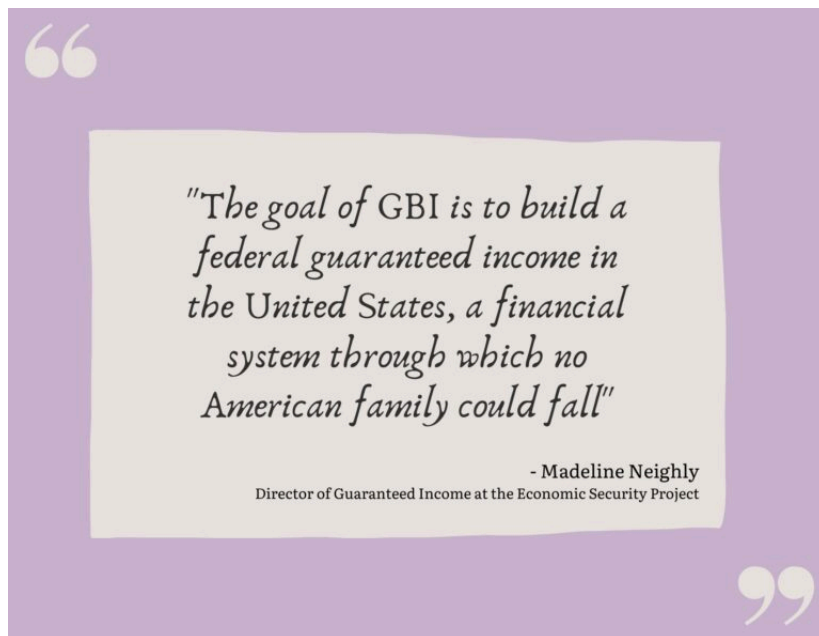 "The goal of GBI is to build a
federal guaranteed income in
the United States, a financial
system through which no
American family could fall"
- Madeline Neighly
Director of Guaranteed Income at the Economic Security Project